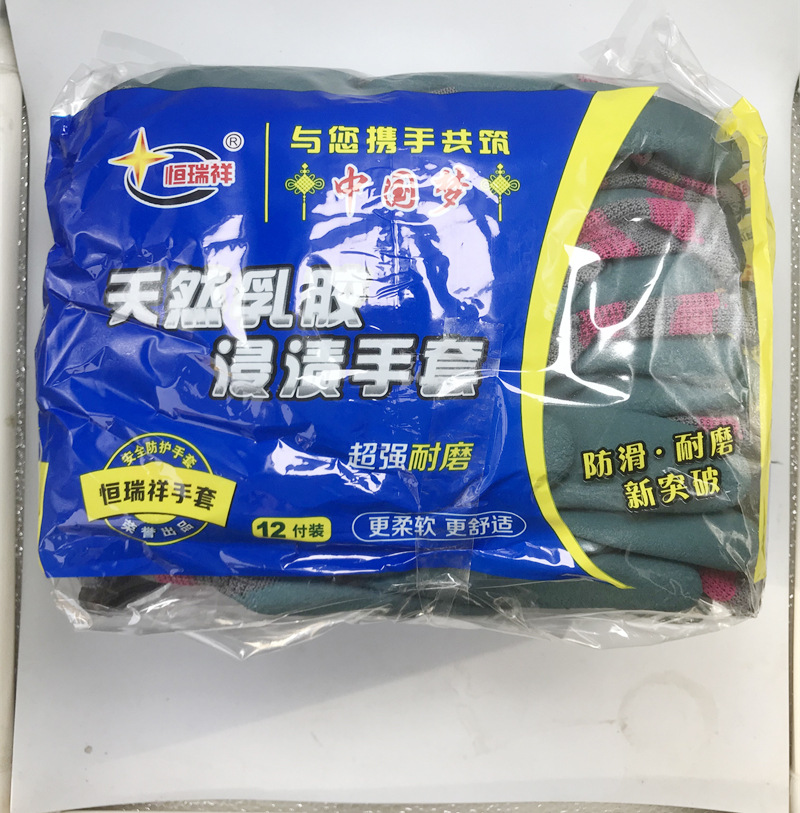 恒瑞祥®
与您携手共筑
中国梦
天然乳胶
浸渍手套
超强耐磨
安全防护手套
恒瑞祥手套
荣誉出品
12付装
更柔软 更舒适
防滑·耐磨
新突破